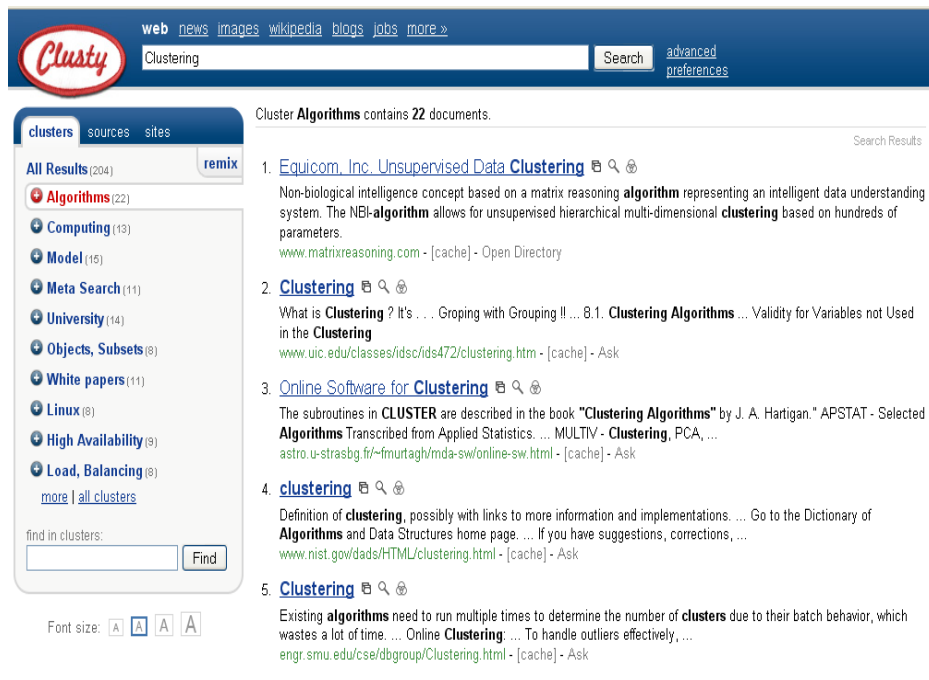 Clusty
web news images wikipedia blogs jobs more »
Clustering
Search
advanced
preferences
clusters sources sites
remix
All Results (204)
Algorithms (22)
Computing (13)
Model (15)
Meta Search (11)
University (14)
Objects, Subsets (8)
White papers (11)
Linux (8)
High Availability (9)
Load, Balancing (8)
more | all clusters
find in clusters:
Find
Font size: A A A A
Cluster Algorithms contains 22 documents.
Search Results
1. Equicom, Inc. Unsupervised Data Clustering
Non-biological intelligence concept based on a matrix reasoning algorithm representing an intelligent data understanding
system. The NBI-algorithm allows for unsupervised hierarchical multi-dimensional clustering based on hundreds of
parameters.
www.matrixreasoning.com - [cache] - Open Directory
2. Clustering
What is Clustering ? It's . . . Groping with Grouping !! ... 8.1. Clustering Algorithms ... Validity for Variables not Used
in the Clustering
www.uic.edu/classes/idsc/ids472/clustering.htm - [cache] - Ask
3. Online Software for Clustering
The subroutines in CLUSTER are described in the book "Clustering Algorithms" by J. A. Hartigan." APSTAT - Selected
Algorithms Transcribed from Applied Statistics. ... MULTIV - Clustering, PCA, ...
astro.u-strasbg.fr/~fmurtagh/mda-sw/online-sw.html - [cache] - Ask
4. clustering
Definition of clustering, possibly with links to more information and implementations. ... Go to the Dictionary of
Algorithms and Data Structures home page. ... If you have suggestions, corrections, ...
www.nist.gov/dads/HTML/clustering.html - [cache] - Ask
5. Clustering
Existing algorithms need to run multiple times to determine the number of clusters due to their batch behavior, which
wastes a lot of time. ... Online Clustering: ... To handle outliers effectively, ...
engr.smu.edu/cse/dbgroup/Clustering.html - [cache] - Ask